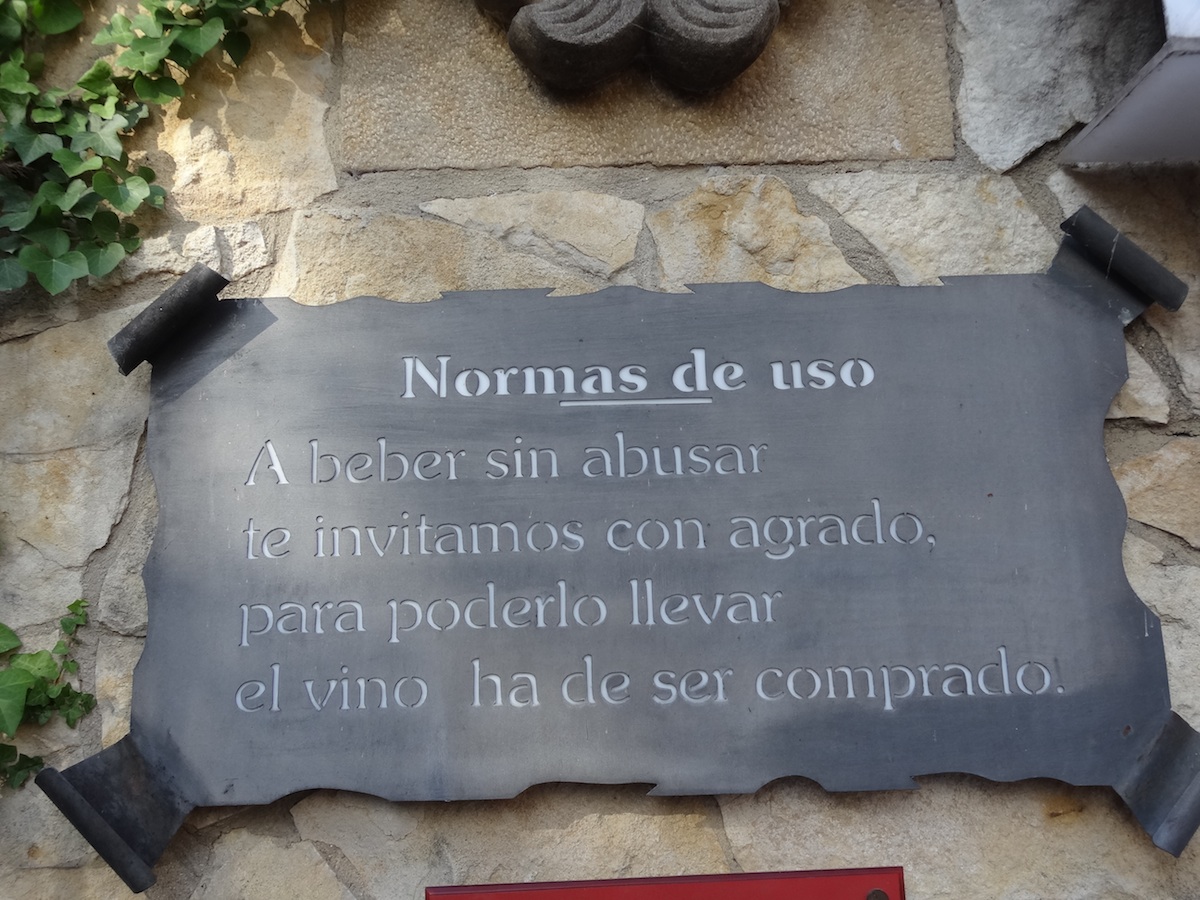 Normas de uso
A beber sin abusar
te invitamos con agrado,
para poderlo llevar
el vino ha de ser comprado.